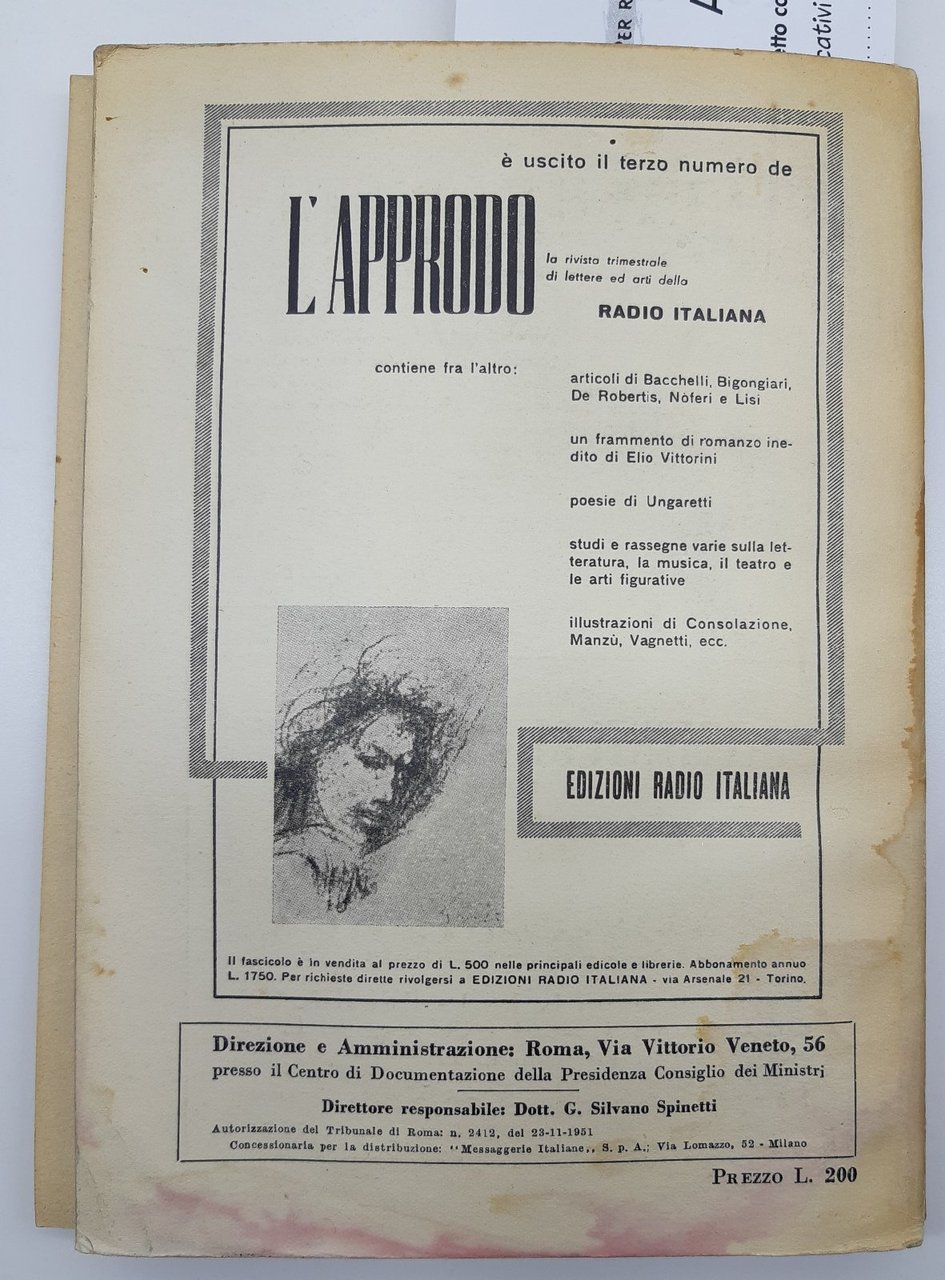 PER R
A
etto co
cativi
è uscito il terzo numero de
L'APPRODO
la rivista trimestrale
di lettere ed arti della
RADIO ITALIANA
contiene fra l'altro:
articoli di Bacchelli, Bigongiari,
De Robertis, Nòferi e Lisi
un frammento di romanzo ine-
dito di Elio Vittorini
poesie di Ungaretti
studi e rassegne varie sulla let-
teratura, la musica, il teatro e
le arti figurative
illustrazioni di Consolazione,
Manzù, Vagnetti, ecc.
EDIZIONI RADIO ITALIANA
Il fascicolo è in vendita al prezzo di L. 500 nelle principali edicole e librerie. Abbonamento annuo
L. 1750. Per richieste dirette rivolgersi a EDIZIONI RADIO ITALIANA - via Arsenale 21 - Torino.
Direzione e Amministrazione: Roma, Via Vittorio Veneto, 56
presso il Centro di Documentazione della Presidenza Consiglio dei Ministri
Direttore responsabile: Dott. G. Silvano Spinetti
Autorizzazione del Tribunale di Roma: n. 2412, del 23-11-1951
Concessionaria per la distribuzione: "Messaggerie Italiane,, S. p. A.; Via Lomazzo, 52 - Milano
PREZZO L. 200